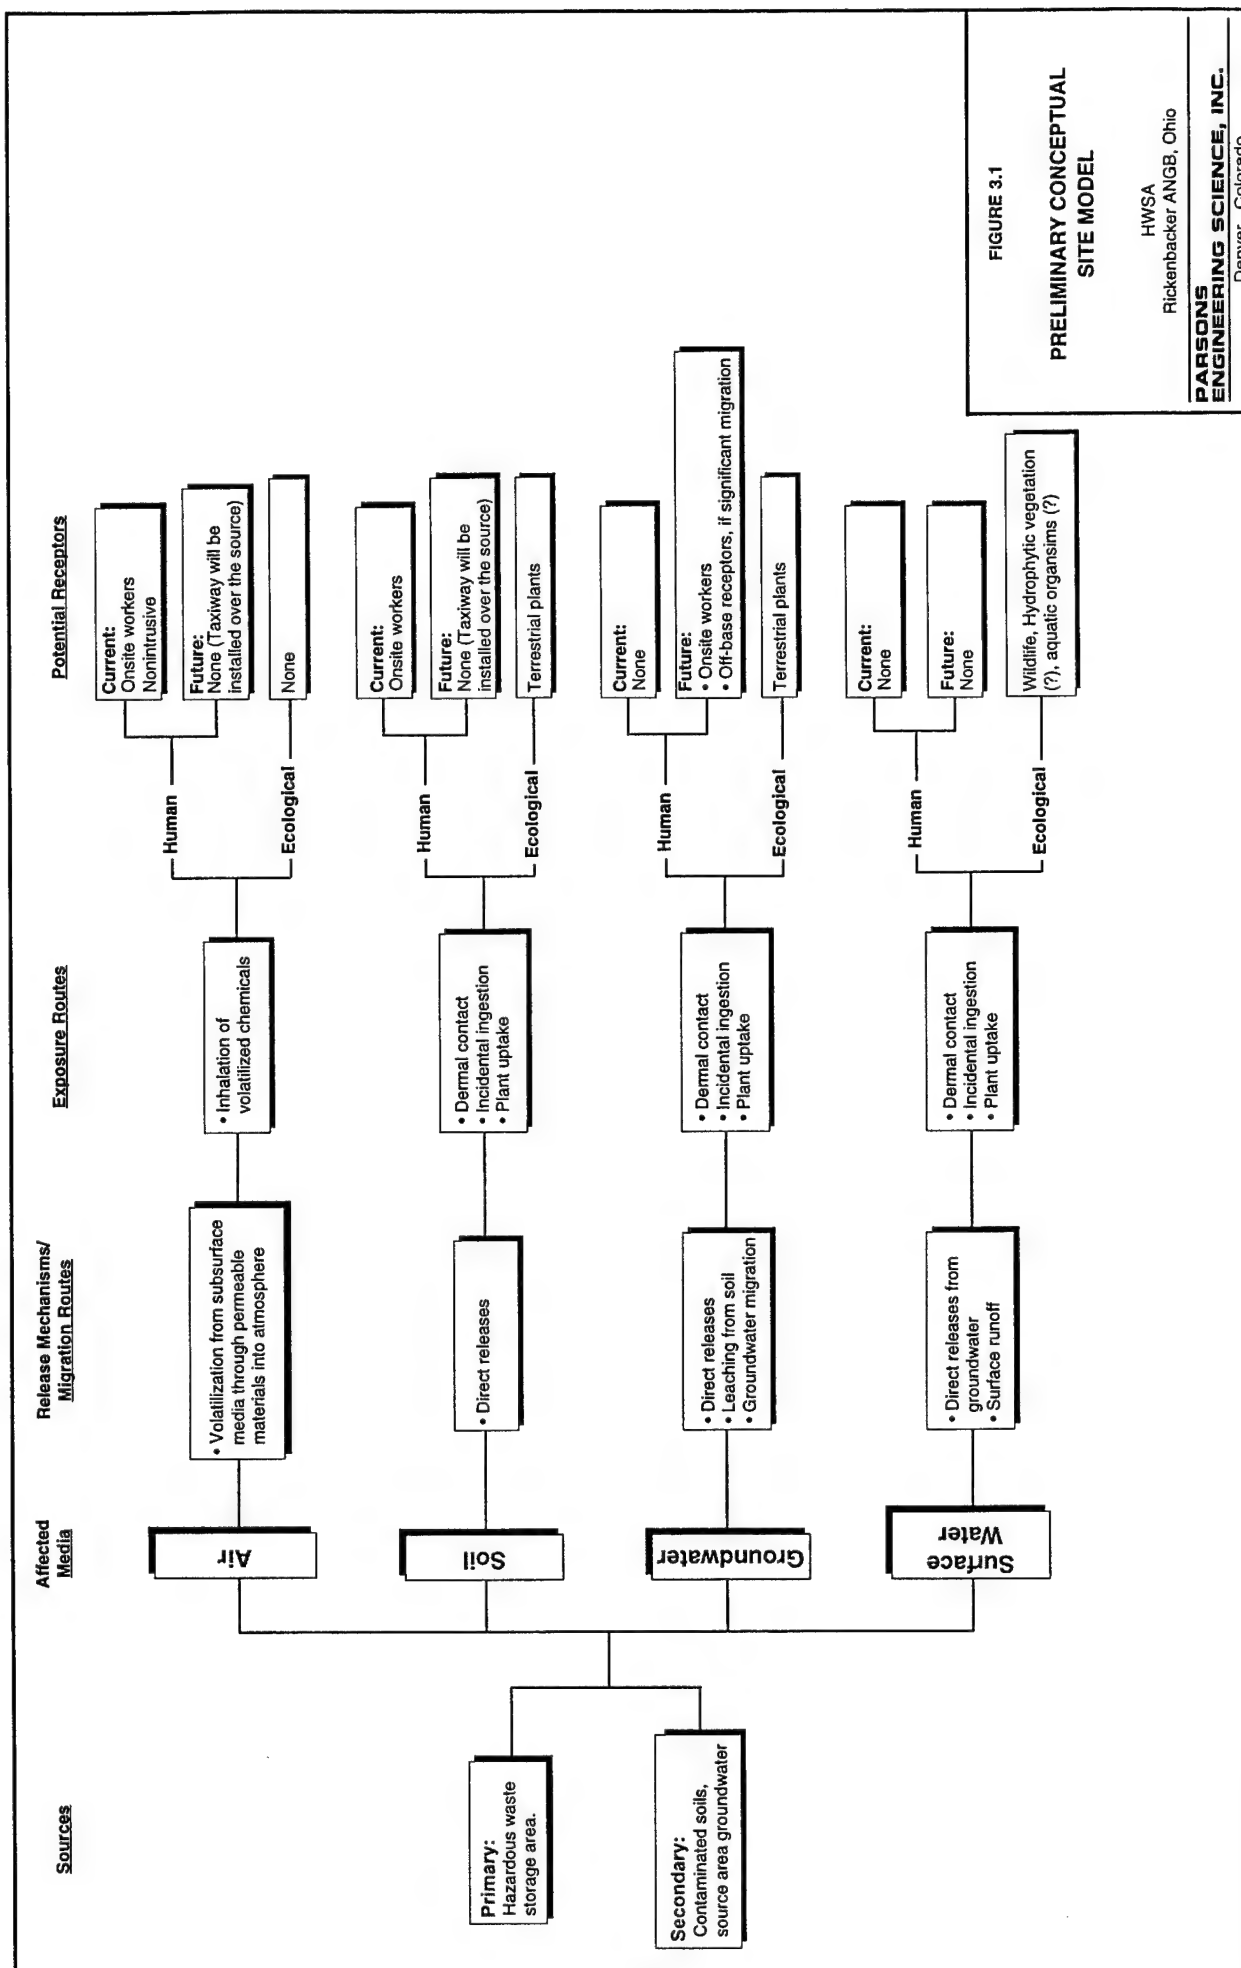 Sources
Affected
Media
Release Mechanisms/
Migration Routes
Exposure Routes
Potential Receptors
Primary:
Hazardous waste
storage area.
Secondary:
Contaminated soils,
source area groundwater
Air
• Volatilization from subsurface
media through permeable
materials into atmosphere
• Inhalation of
volatilized chemicals
Human
Current:
Onsite workers
Nonintrusive
Future:
None (Taxiway will be
installed over the source)
Ecological
None
Soil
• Direct releases
• Dermal contact
• Incidental ingestion
• Plant uptake
Human
Current:
Onsite workers
Future:
None (Taxiway will be
installed over the source)
Ecological
Terrestrial plants
Groundwater
• Direct releases
• Leaching from soil
• Groundwater migration
• Dermal contact
• Incidental ingestion
• Plant uptake
Human
Current:
None
Future:
• Onsite workers
• Off-base receptors, if significant migration
Ecological
Terrestrial plants
Surface
Water
• Direct releases from
groundwater
• Surface runoff
• Dermal contact
• Incidental ingestion
• Plant uptake
Human
Current:
None
Future:
None
Ecological
Wildlife, Hydrophytic vegetation
(?), aquatic organsims (?)
FIGURE 3.1
PRELIMINARY CONCEPTUAL
SITE MODEL
HWSA
Rickenbacker ANGB, Ohio
PARSONS
ENGINEERING SCIENCE, INC.
Denver, Colorado